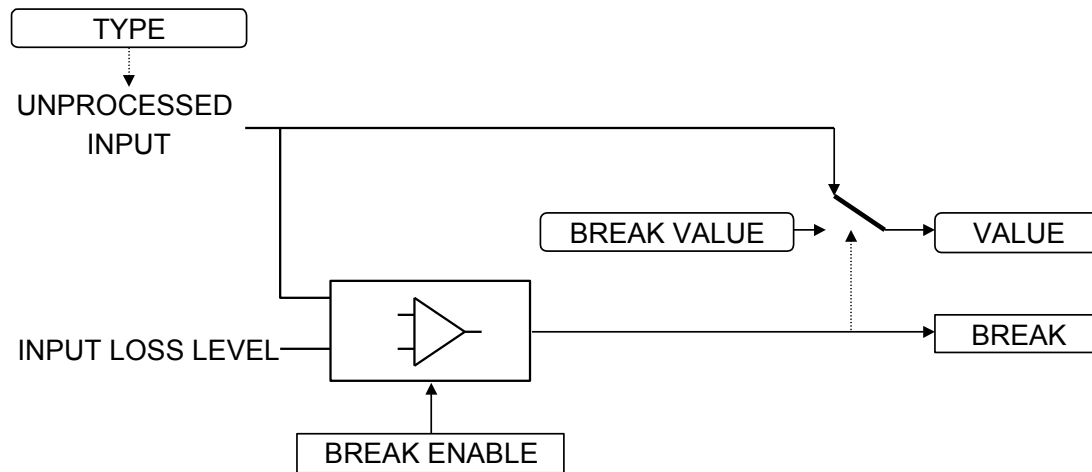 TYPE
UNPROCESSED
INPUT
BREAK VALUE
VALUE
INPUT LOSS LEVEL
BREAK
BREAK ENABLE